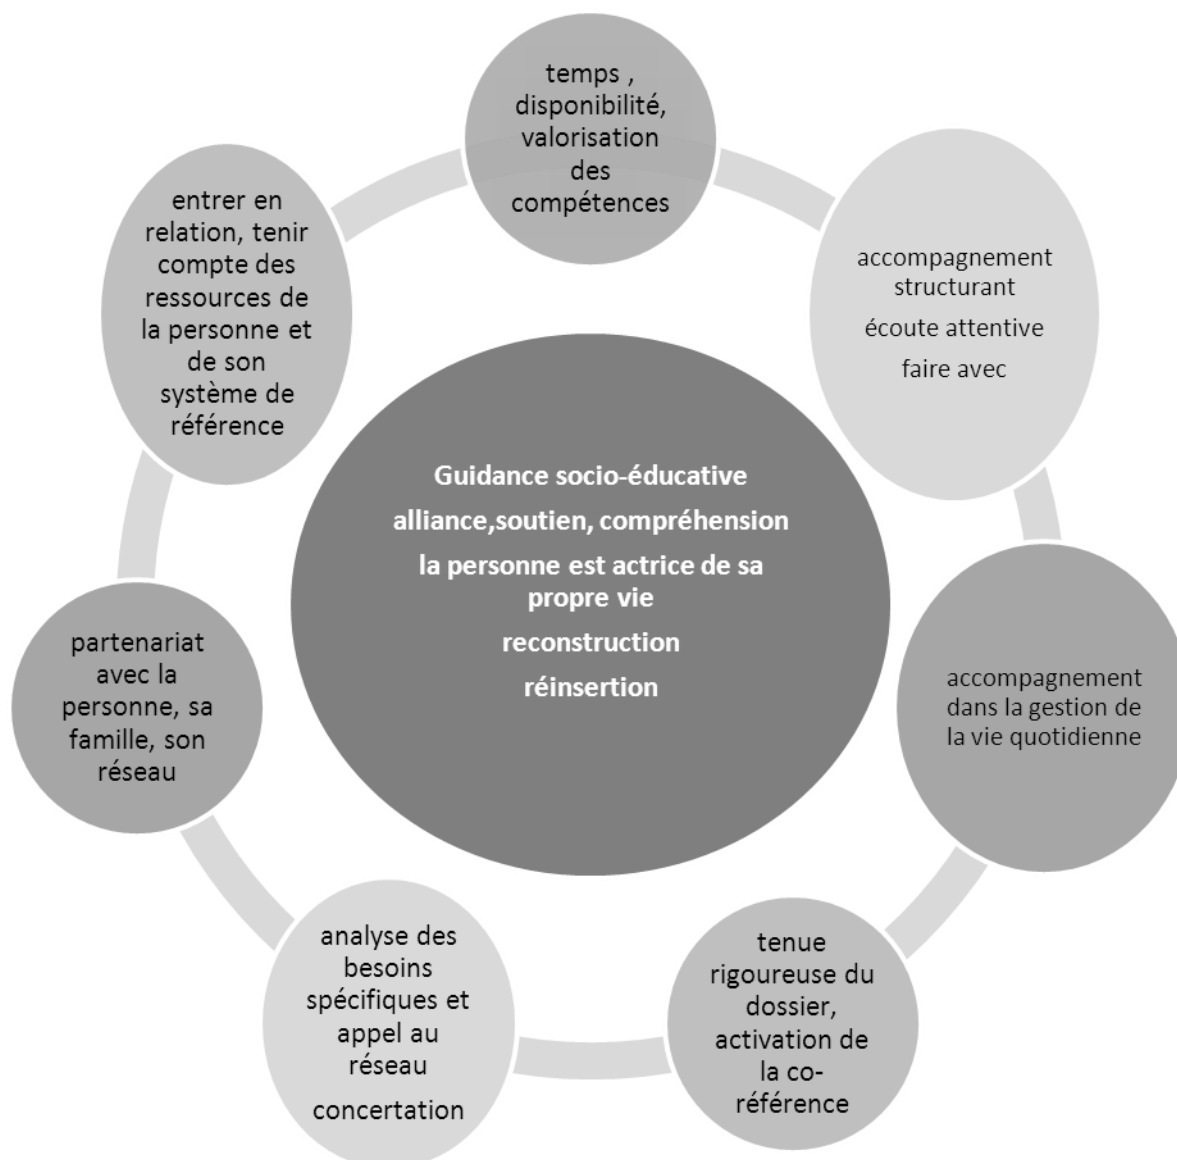 temps ,
disponibilité,
valorisation
des
compétences
accompagnement
structurant
écoute attentive
faire avec
accompagnement
dans la gestion de
la vie quotidienne
tenue
rigoureuse du
dossier,
activation de
la co-
référence
analyse des
besoins
spécifiques et
appel au
réseau
concertation
partenariat
avec la
personne, sa
famille, son
réseau
entrer en
relation, tenir
compte des
ressources de
la personne et
de son
système de
référence
Guidance socio-éducative
alliance,soutien, compréhension
la personne est actrice de sa
propre vie
reconstruction
réinsertion